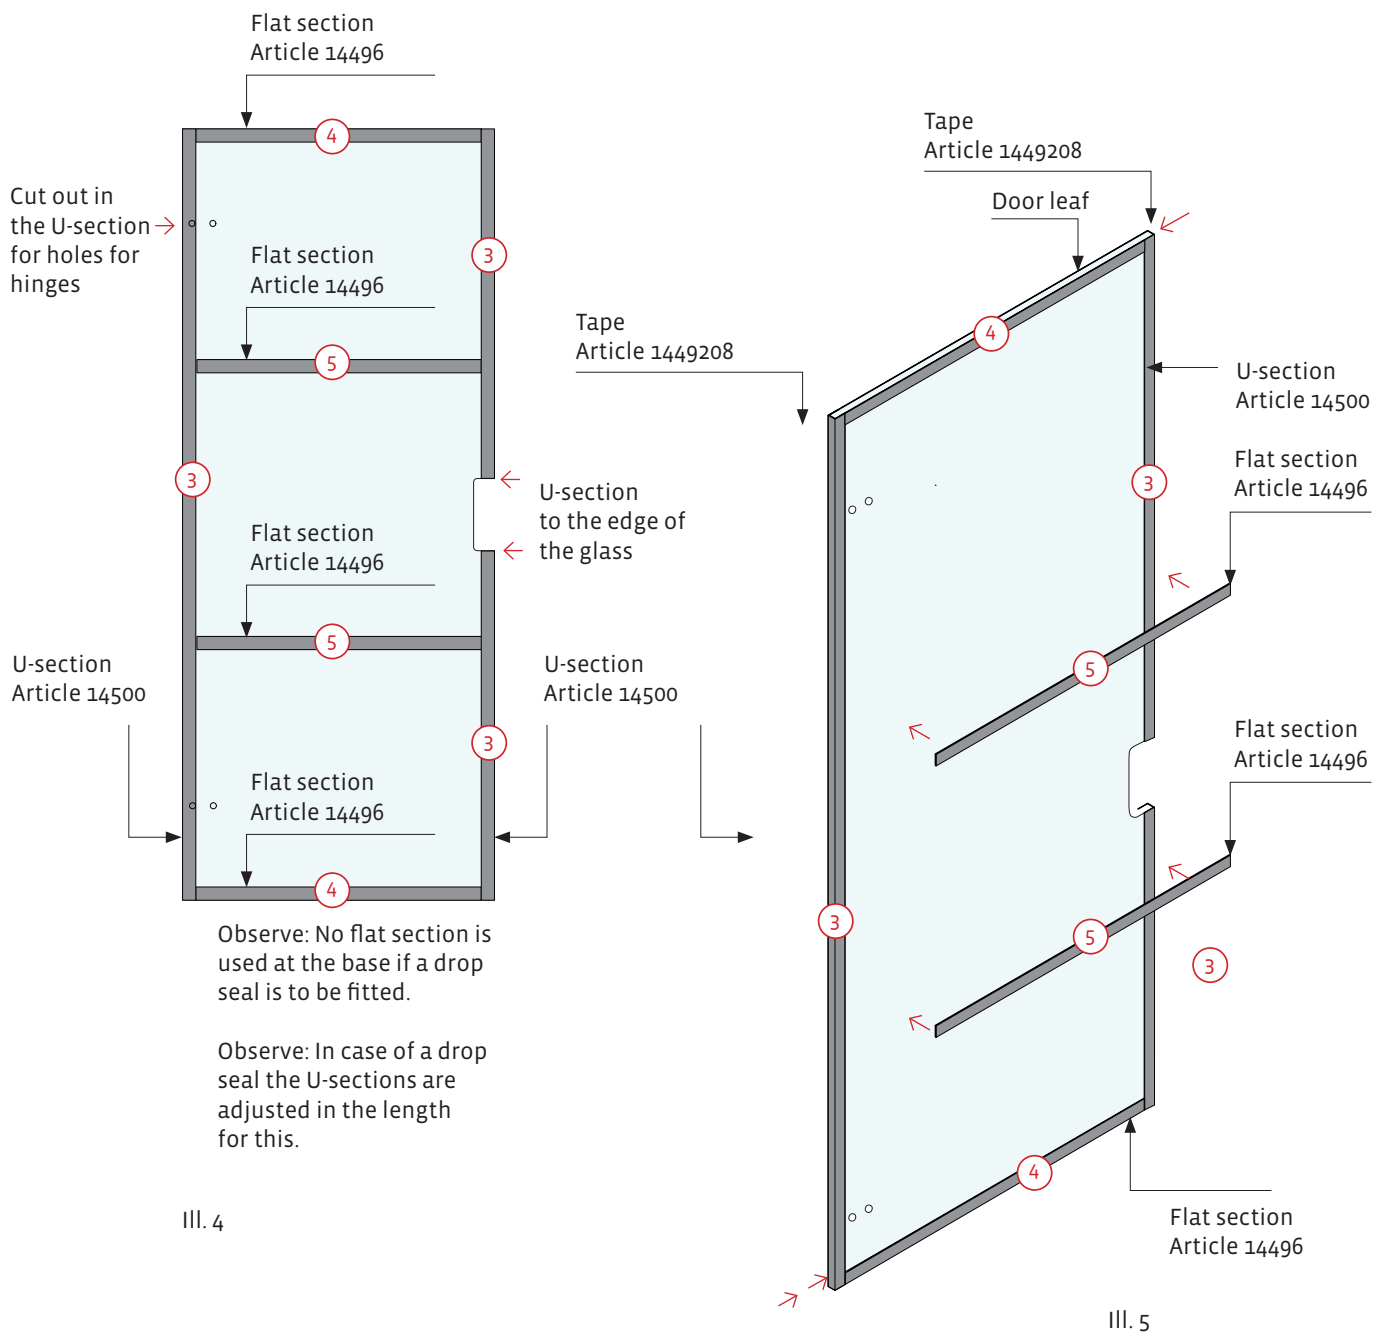 Flat section
Article 14496
4
Cut out in
the U-section
for holes for
hinges
3
Flat section
Article 14496
5
3
U-section
to the edge of
the glass
Flat section
Article 14496
5
U-section
Article 14500
U-section
Article 14500
3
Flat section
Article 14496
4
Observe: No flat section is
used at the base if a drop
seal is to be fitted.
Observe: In case of a drop
seal the U-sections are
adjusted in the length
for this.
Ill. 4
Tape
Article 1449208
Door leaf
Tape
Article 1449208
4
U-section
Article 14500
Flat section
Article 14496
3
5
Flat section
Article 14496
3
5
3
4
Flat section
Article 14496
Ill. 5